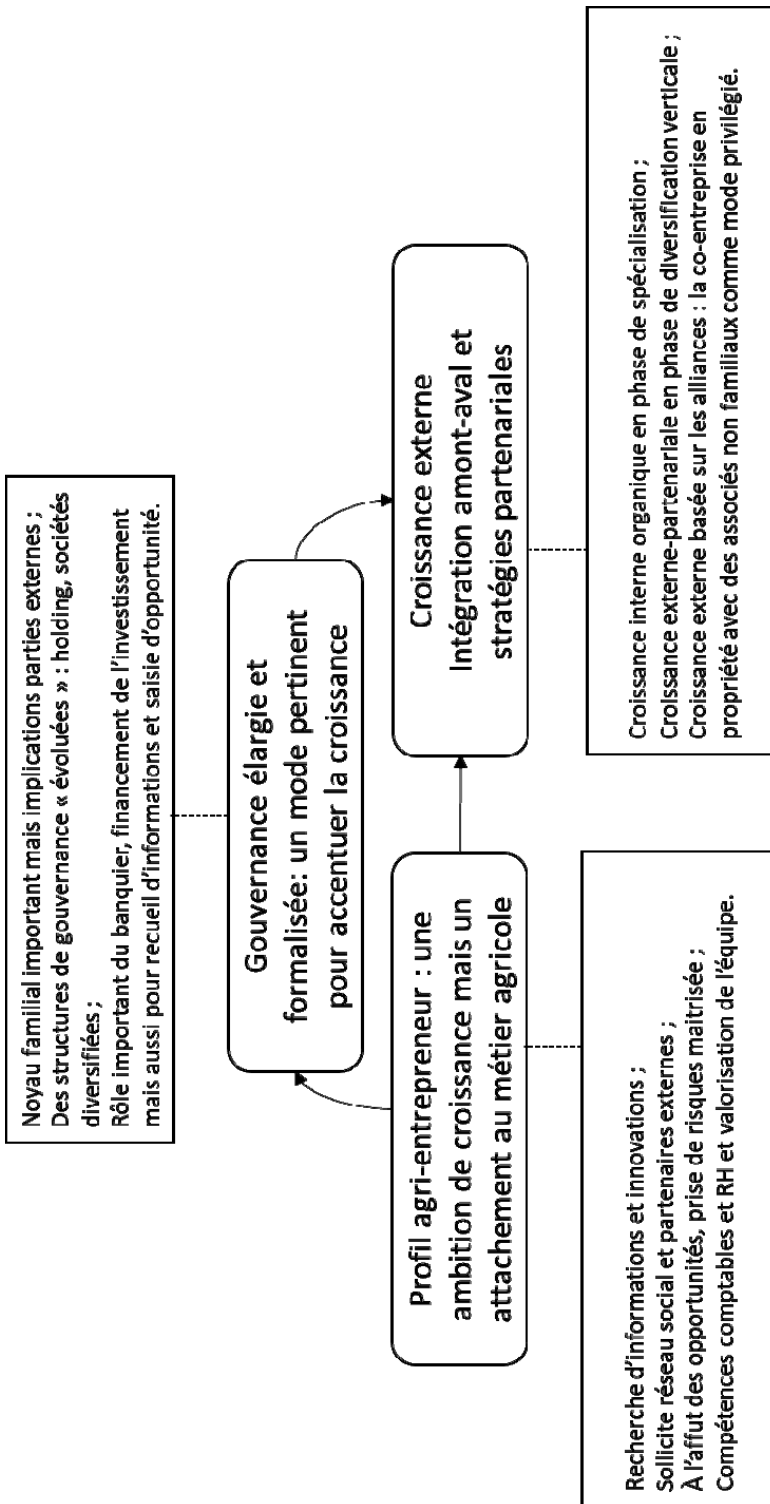 Noyau familial important mais implications parties externes ;
Des structures de gouvernance « évoluées » : holding, sociétés
diversifiées ;
Rôle important du banquier, financement de l'investissement
mais aussi pour recueil d'informations et saisie d'opportunité.
Gouvernance élargie et
formalisée: un mode pertinent
pour accentuer la croissance
Profil agri-entrepreneur : une
ambition de croissance mais un
attachement au métier agricole
Croissance externe
Intégration amont-aval et
stratégies partenariales
Recherche d'informations et innovations ;
Sollicite réseau social et partenaires externes ;
À l'affut des opportunités, prise de risques maitrisée ;
Compétences comptables et RH et valorisation de l'équipe.
Croissance interne organique en phase de spécialisation ;
Croissance externe-partenariale en phase de diversification verticale ;
Croissance externe basée sur les alliances : la co-entreprise en
propriété avec des associés non familiaux comme mode privilégié.